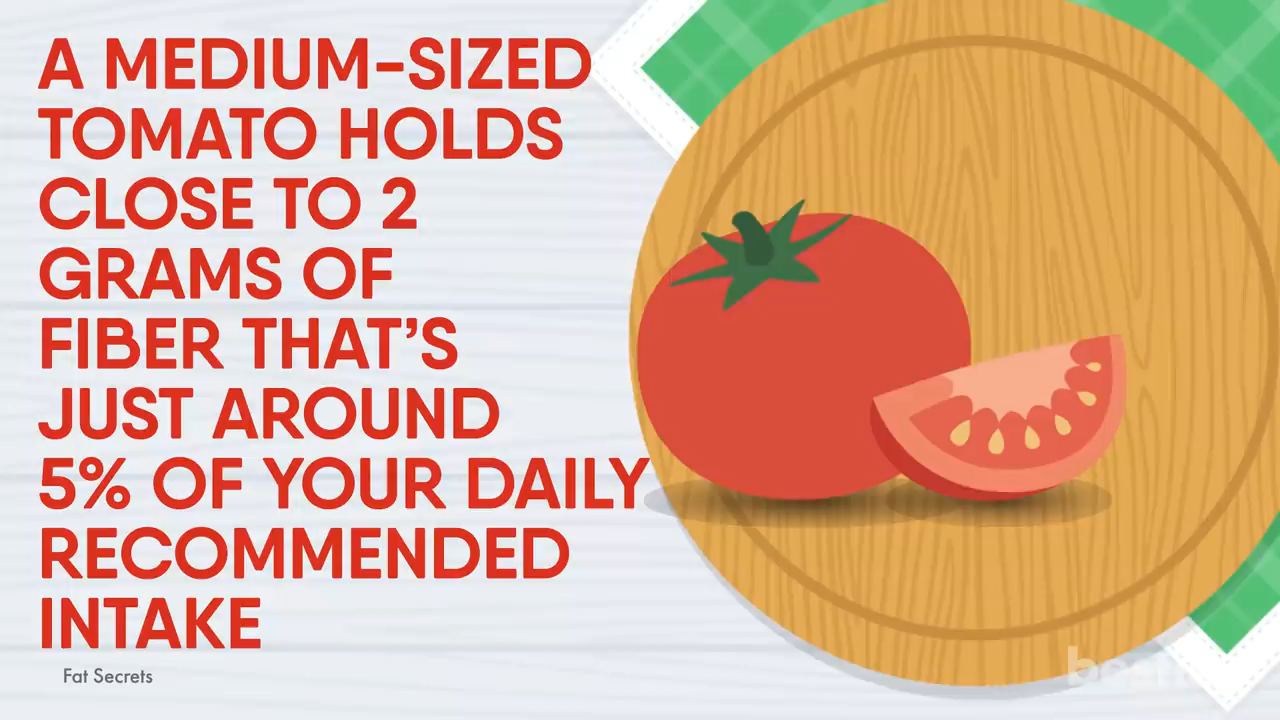 A MEDIUM-SIZED
TOMATO HOLDS
CLOSE TO 2
GRAMS OF
FIBER THAT'S
JUST AROUND
5% OF YOUR DAILY
RECOMMENDED
INTAKE
Fat Secrets